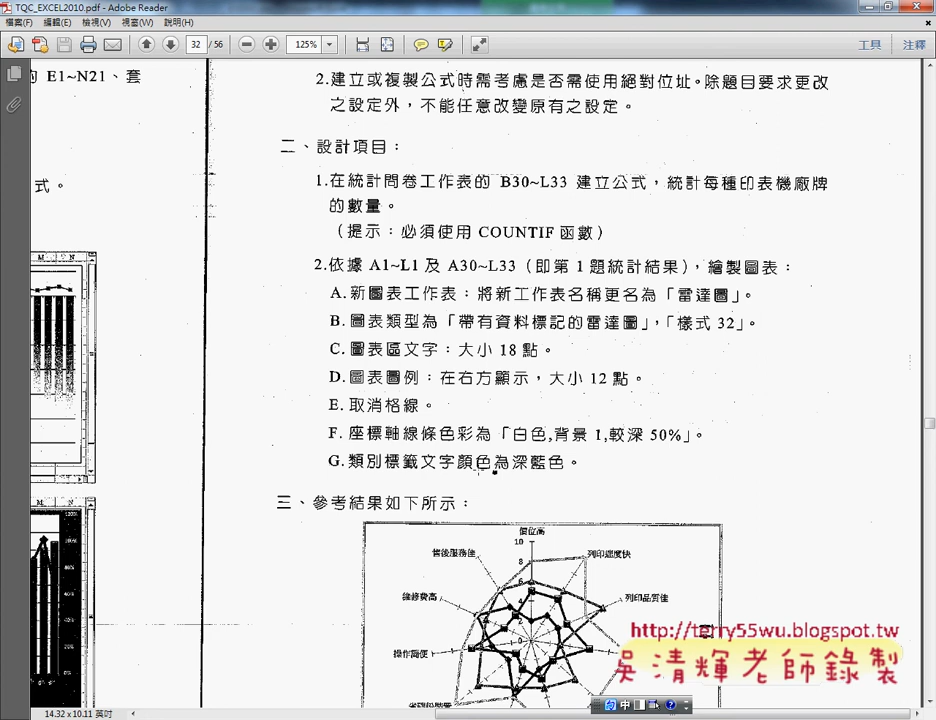 TQC_EXCEL2010.pdf - Adobe Reader
檔案(F) 編輯(E) 檢視(V) 視窗(W) 說明(H)
32 / 56 125% 工具 注釋
的 E1~N21、套
式。
2.建立或複製公式時需考慮是否需使用絕對位址。除題目要求更改
之設定外，不能任意改變原有之設定。
二、設計項目：
1.在統計問卷工作表的 B30~L33 建立公式，統計每種印表機廠牌
的數量。
（提示：必須使用 COUNTIF 函數）
2.依據 A1~L1 及 A30~L33（即第 1 題統計結果），繪製圖表：
A.新圖表工作表：將新工作表名稱更名為「雷達圖」。
B.圖表類型為「帶有資料標記的雷達圖」，「樣式 32」。
C.圖表區文字：大小 18 點。
D.圖表圖例：在右方顯示，大小 12 點。
E.取消格線。
F.座標軸線條色彩為「白色,背景 1,較深 50%」。
G.類別標籤文字顏色為深藍色。
三、參考結果如下所示：
M N
價位高
10
售後服務佳
8
列印速度快
6
維修費高
4
列印品質佳
2
0
操作簡便
M N
http://terry55wu.blogspot.tw
吳清輝老師錄製
中
14.32 x 10.11 英吋